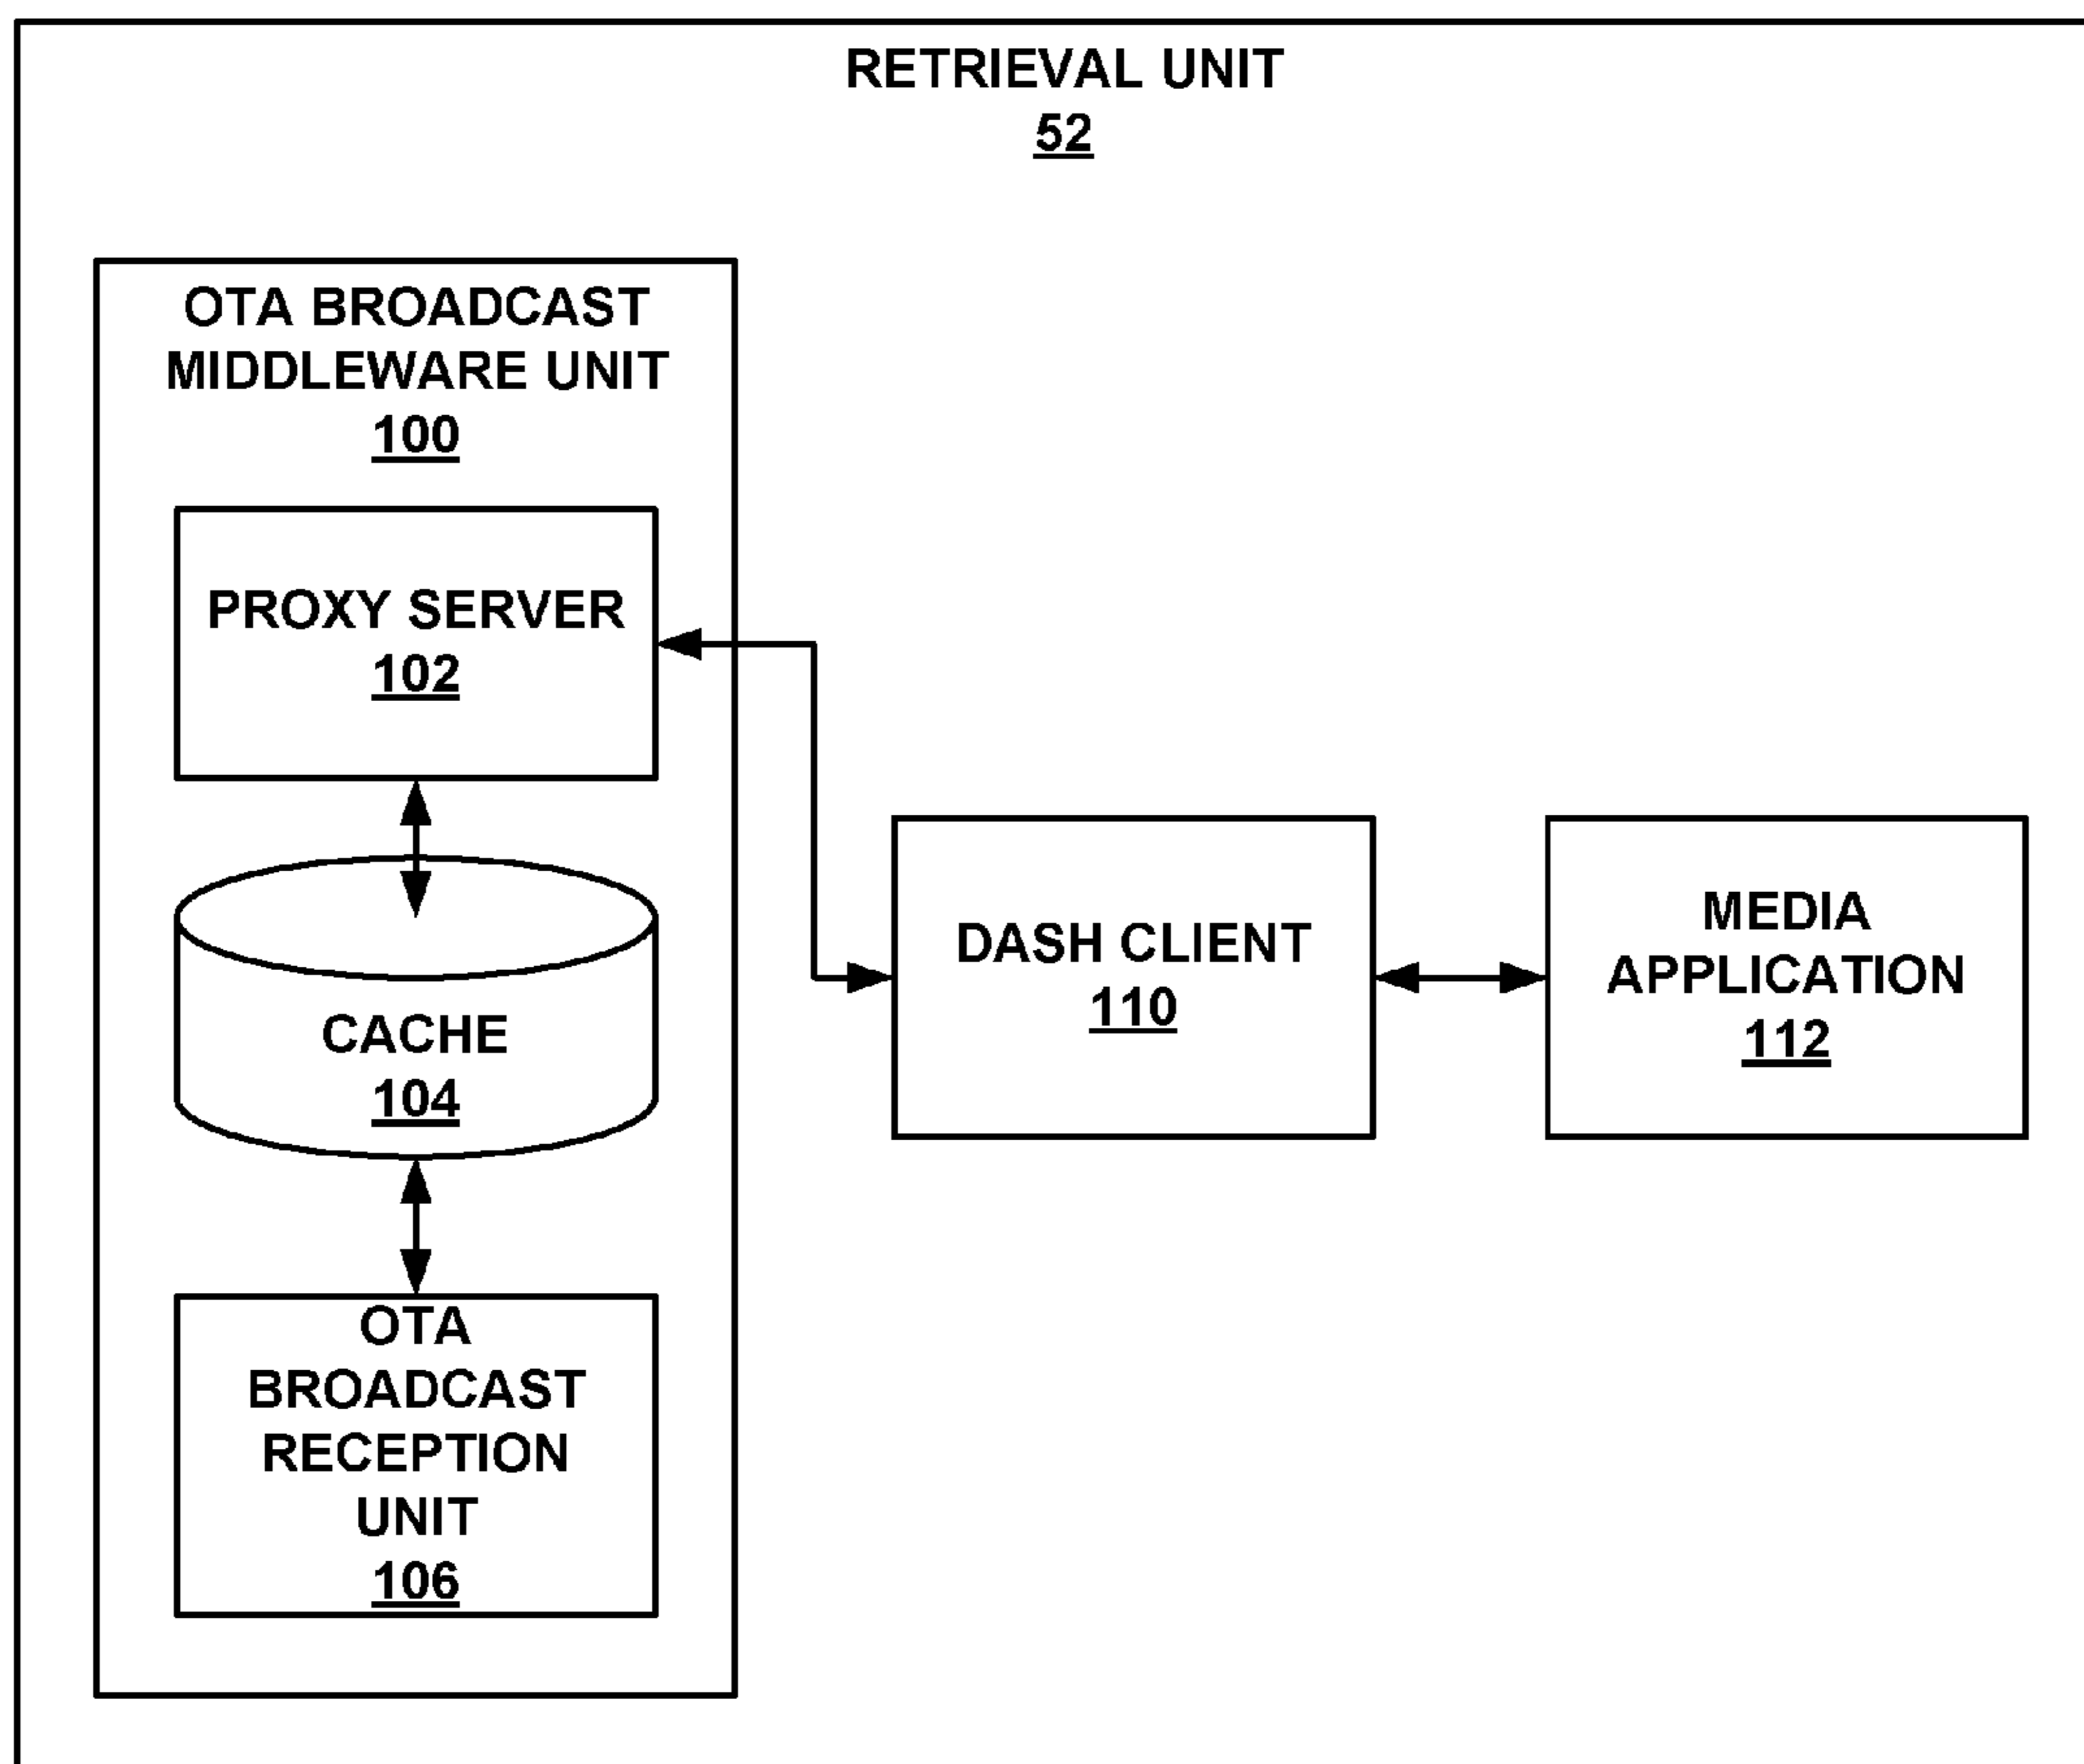 RETRIEVAL UNIT
52
OTA BROADCAST
MIDDLEWARE UNIT
100
PROXY SERVER
102
CACHE
104
OTA
BROADCAST
RECEPTION
UNIT
106
DASH CLIENT
110
MEDIA
APPLICATION
112